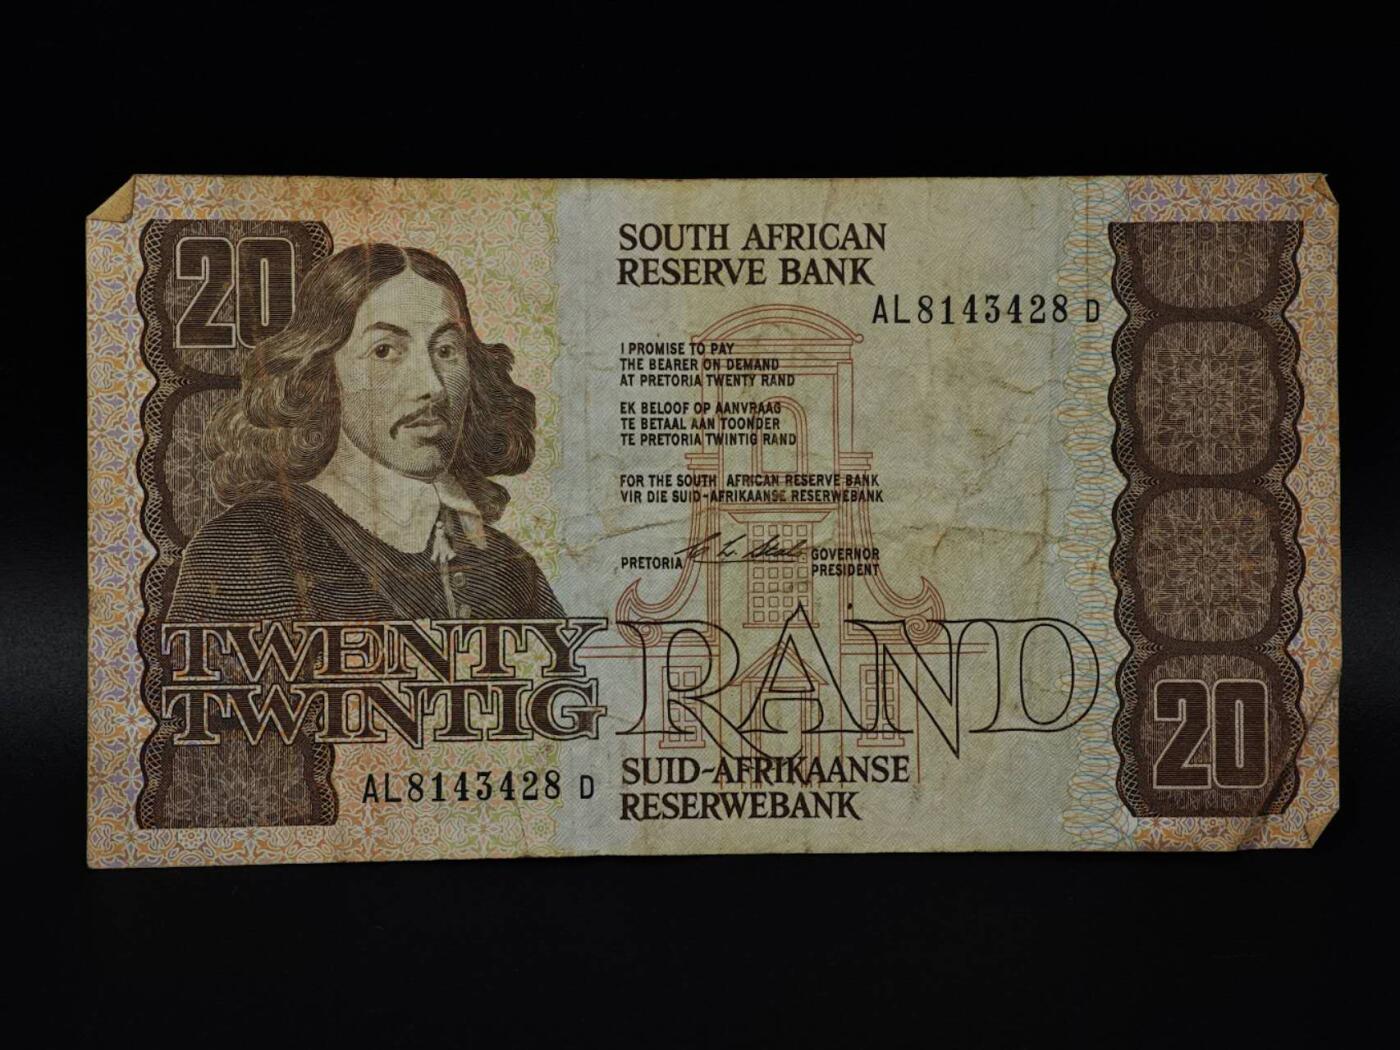 20
SOUTH AFRICAN
RESERVE BANK
AL8143428 D
I PROMISE TO PAY
THE BEARER ON DEMAND
AT PRETORIA TWENTY RAND
EK BELOOF OP AANVRAAG
TE BETAAL AAN TOONDER
TE PRETORIA TWINTIG RAND
FOR THE SOUTH AFRICAN RESERVE BANK
VIR DIE SUID-AFRIKAANSE RESERWEBANK
PRETORIA
GOVERNOR
PRESIDENT
TWENTY
TWINTIG
RAND
20
AL8143428 D
SUID-AFRIKAANSE
RESERWEBANK